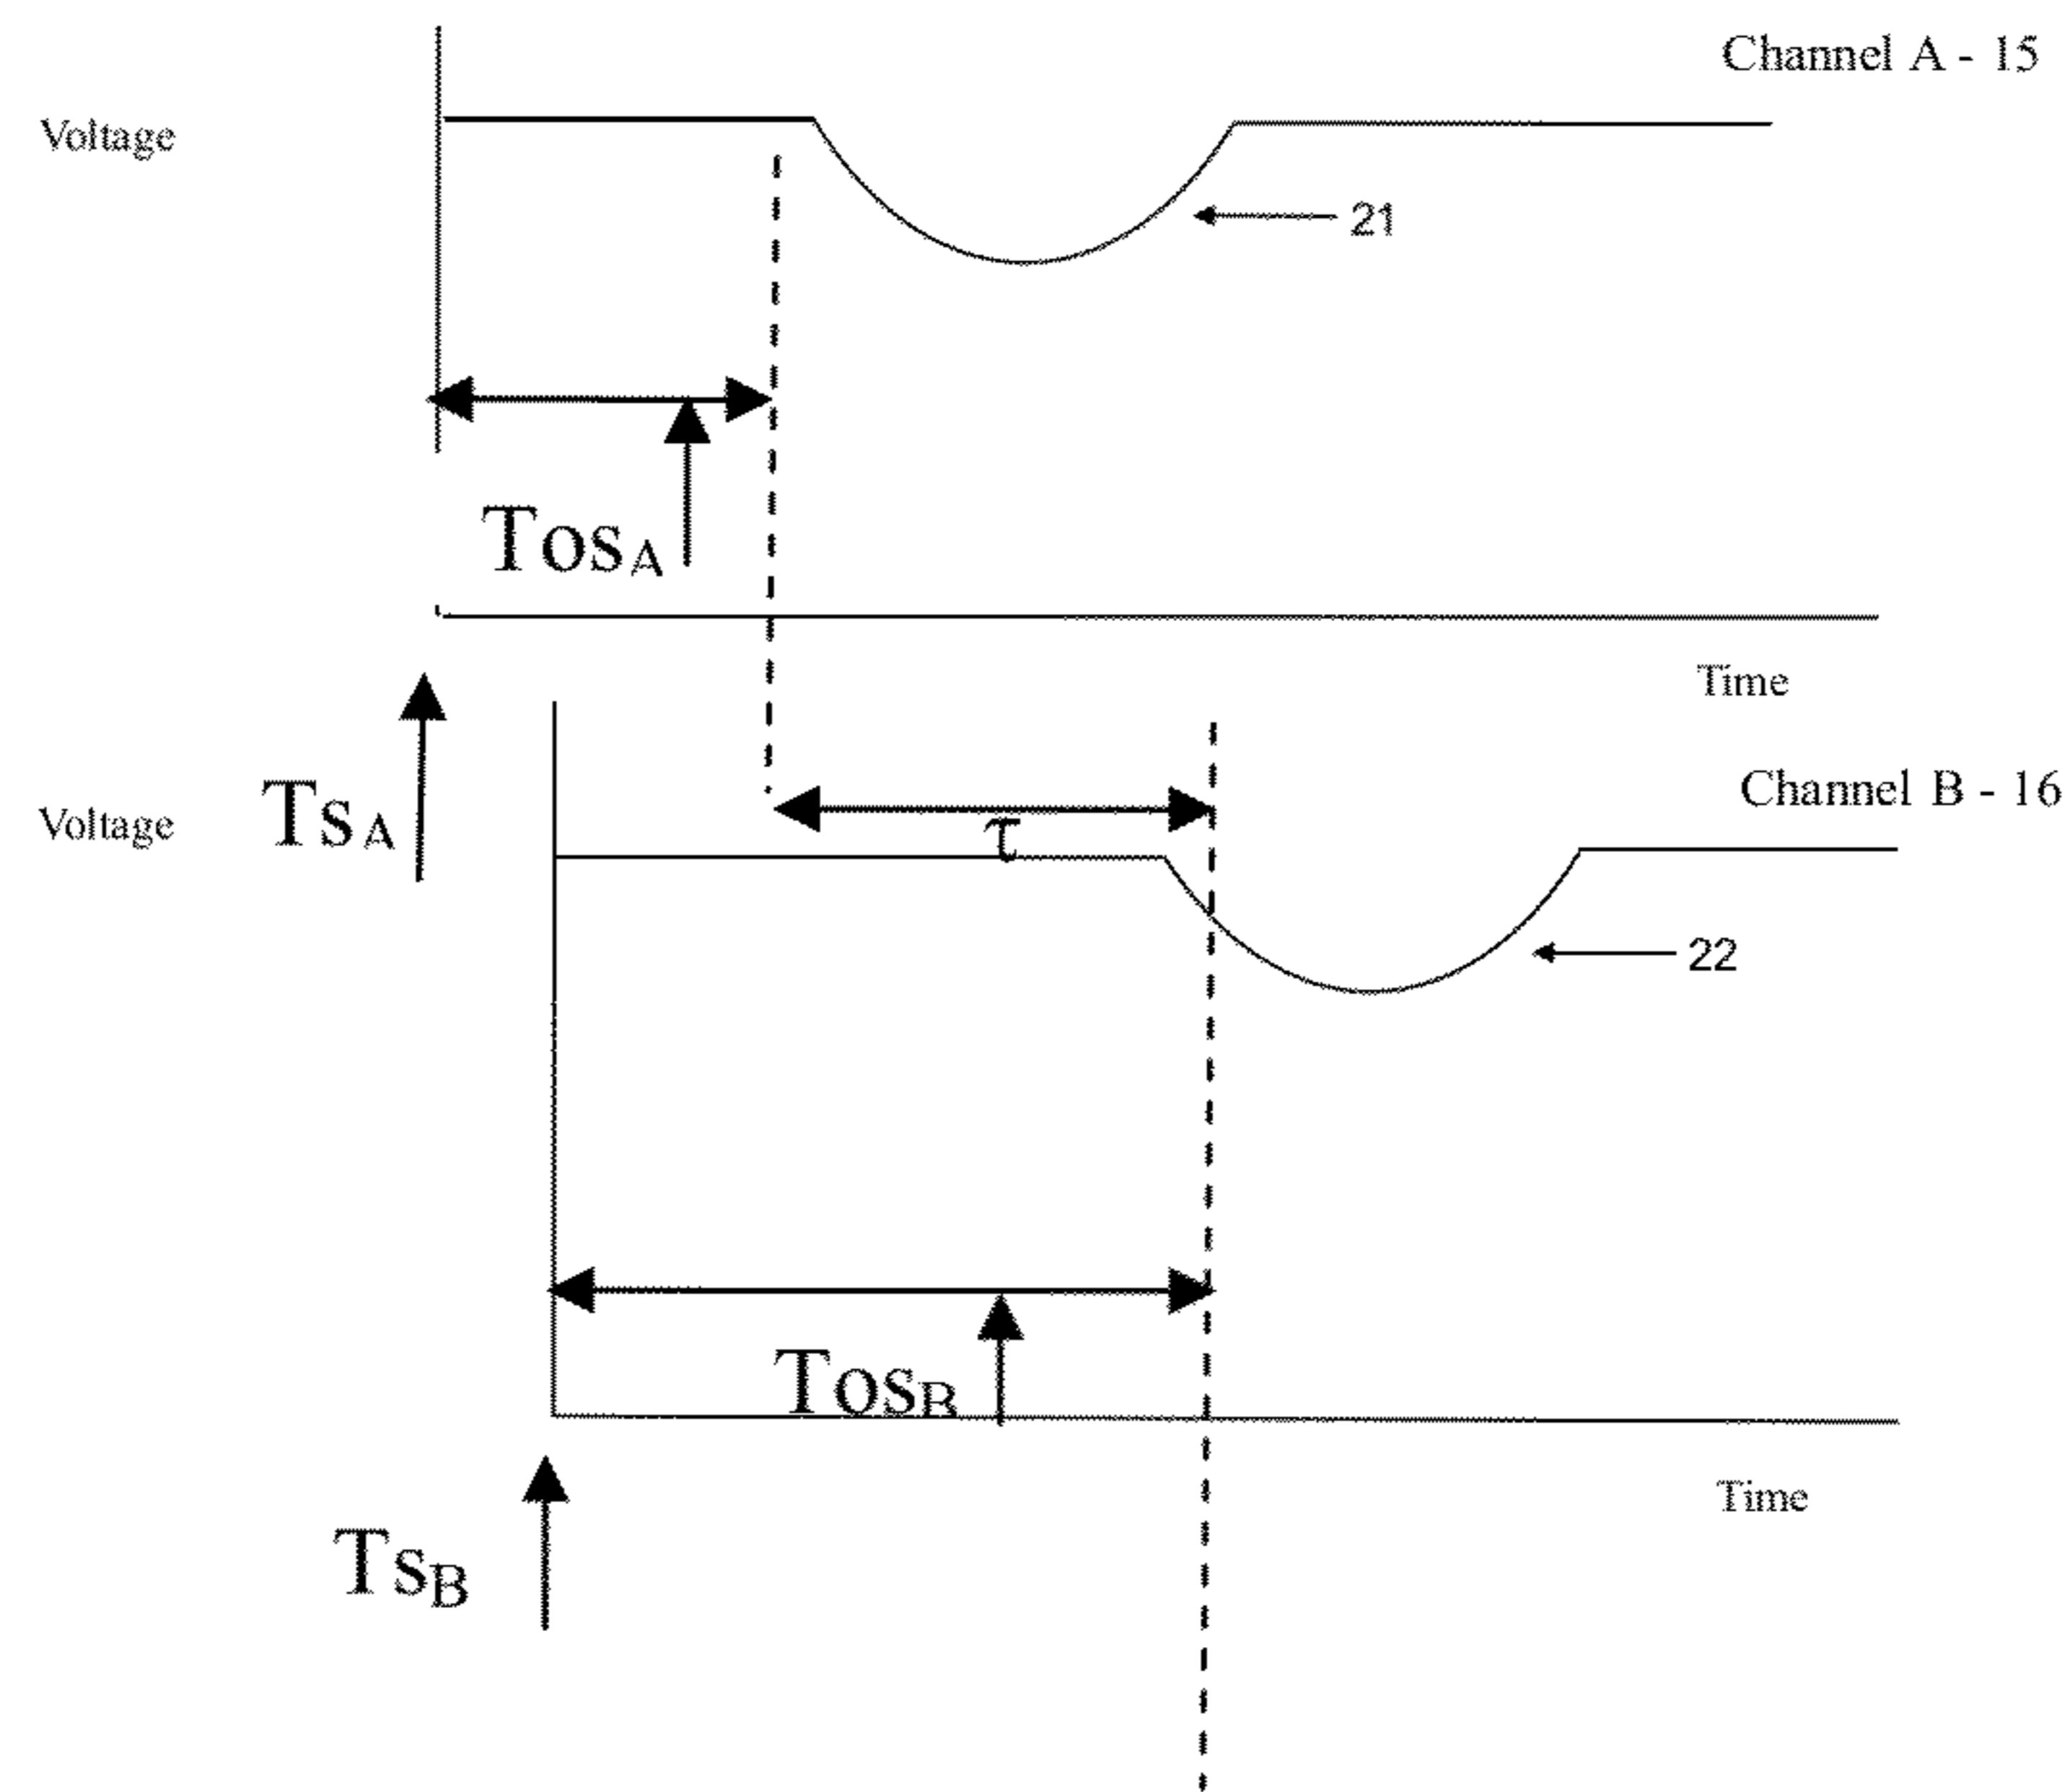 Channel A - 15
Voltage
21
TosA
Time
TsA
Channel B - 16
Voltage
τ
22
TosB
Time
TsB